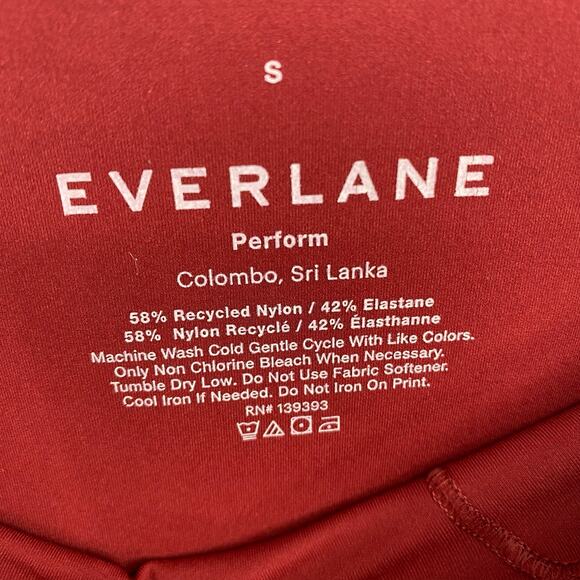 S
EVERLANE
Perform
Colombo, Sri Lanka
58% Recycled Nylon / 42% Elastane
58% Nylon Recyclé / 42% Élasthanne
Machine Wash Cold Gentle Cycle With Like Colors.
Only Non Chlorine Bleach When Necessary.
Tumble Dry Low. Do Not Use Fabric Softener.
Cool Iron If Needed. Do Not Iron On Print.
RN# 139393